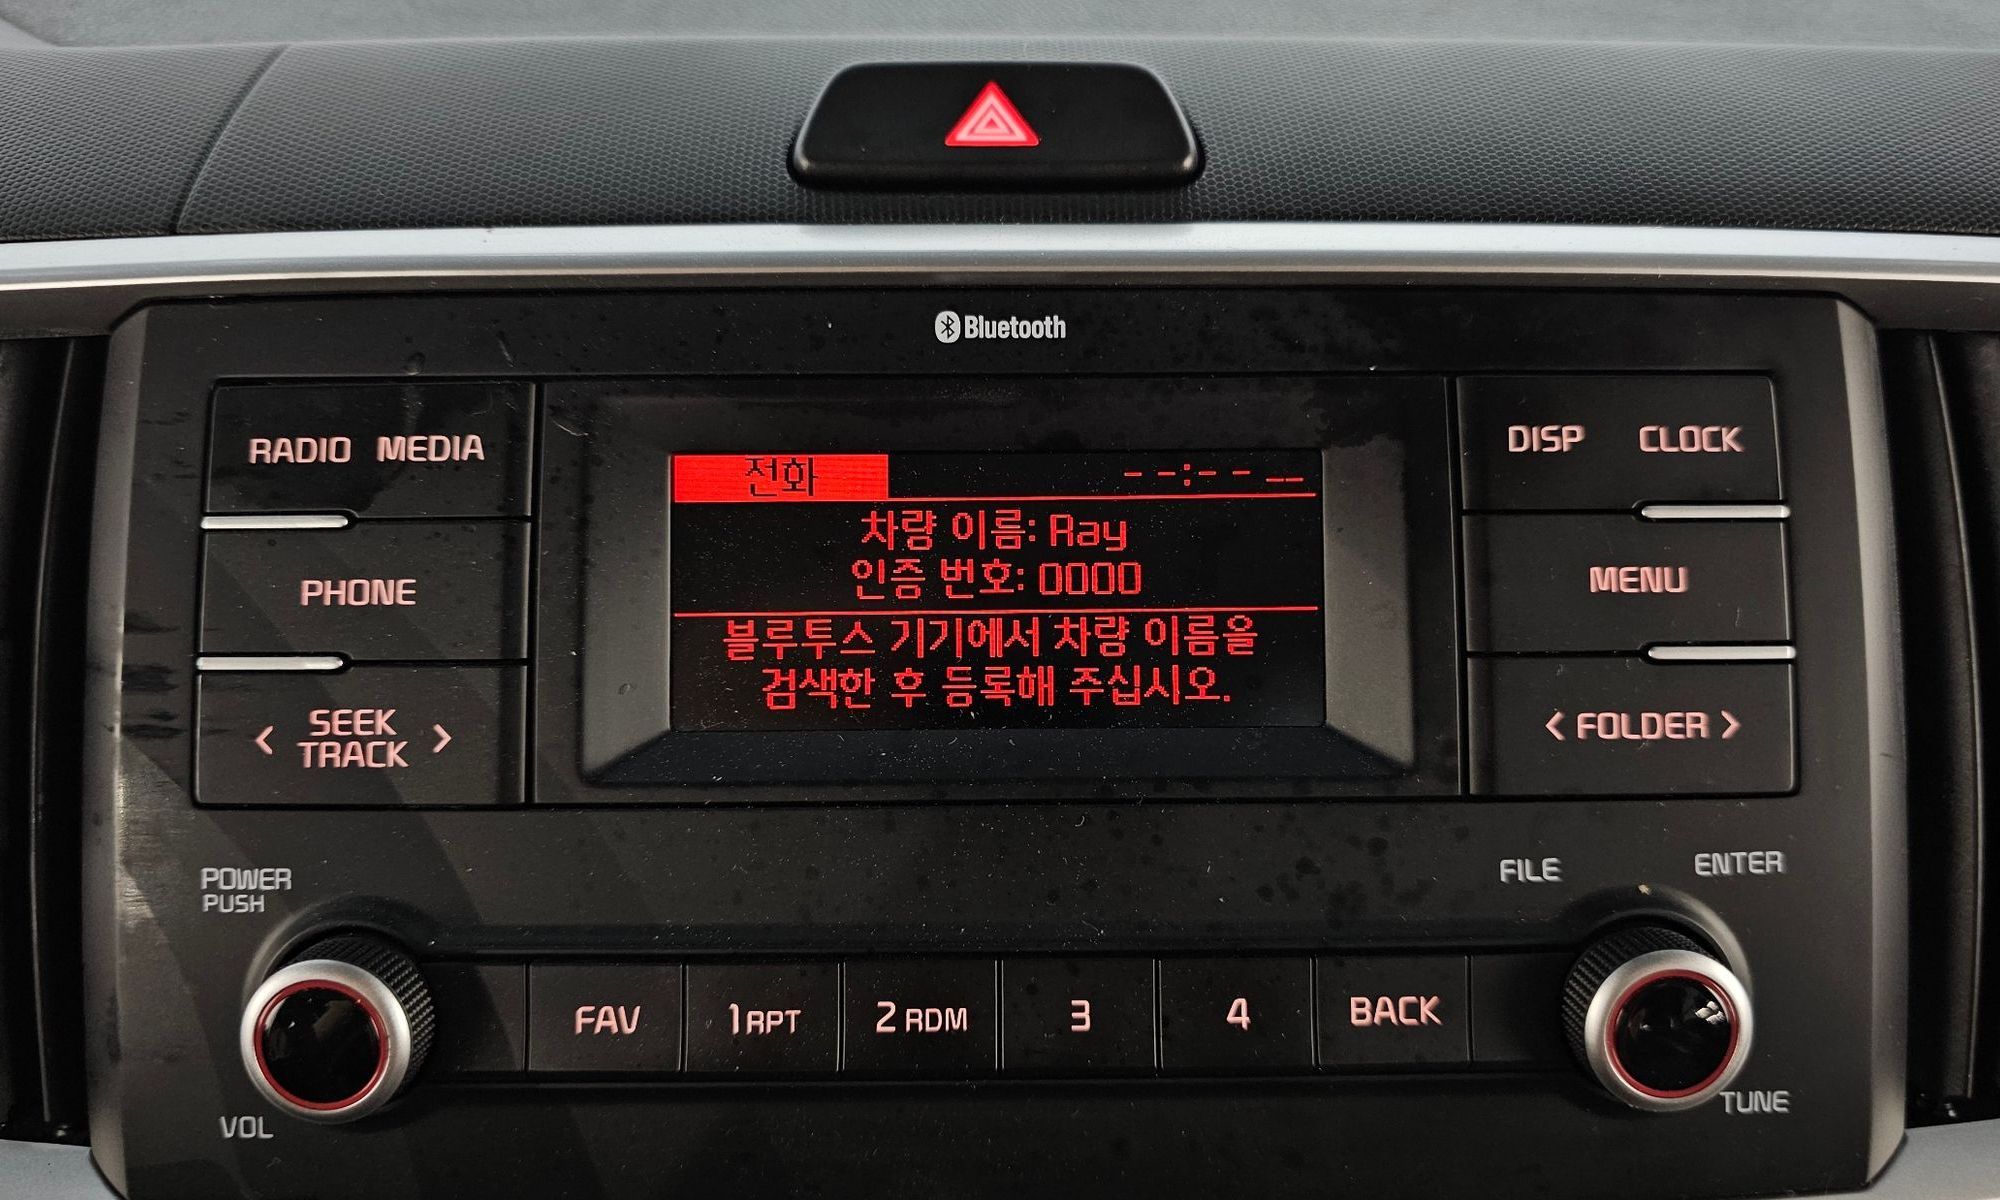 Bluetooth
RADIO MEDIA
DISP CLOCK
전화 --:-- __
차량 이름: Ray
PHONE
인증 번호: 0000
MENU
블루투스 기기에서 차량 이름을
검색한 후 등록해 주십시오.
< SEEK TRACK >
< FOLDER >
POWER
PUSH
FILE
ENTER
FAV
1 RPT
2 RDM
3
4
BACK
VOL
TUNE